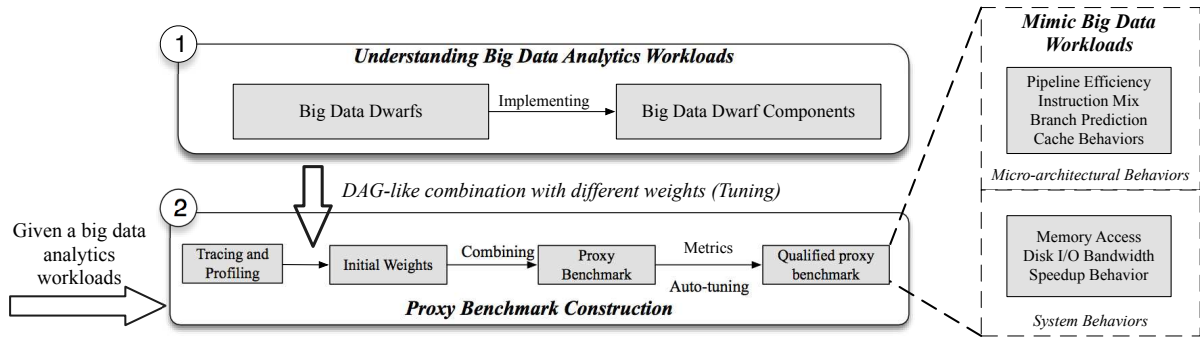 1
Understanding Big Data Analytics Workloads
Big Data Dwarfs
Implementing
Big Data Dwarf Components
DAG-like combination with different weights (Tuning)
Given a big data
analytics
workloads
2
Tracing and
Profiling
Initial Weights
Combining
Proxy
Benchmark
Metrics
Auto-tuning
Qualified proxy
benchmark
Proxy Benchmark Construction
Mimic Big Data
Workloads
Pipeline Efficiency
Instruction Mix
Branch Prediction
Cache Behaviors
Micro-architectural Behaviors
Memory Access
Disk I/O Bandwidth
Speedup Behavior
System Behaviors